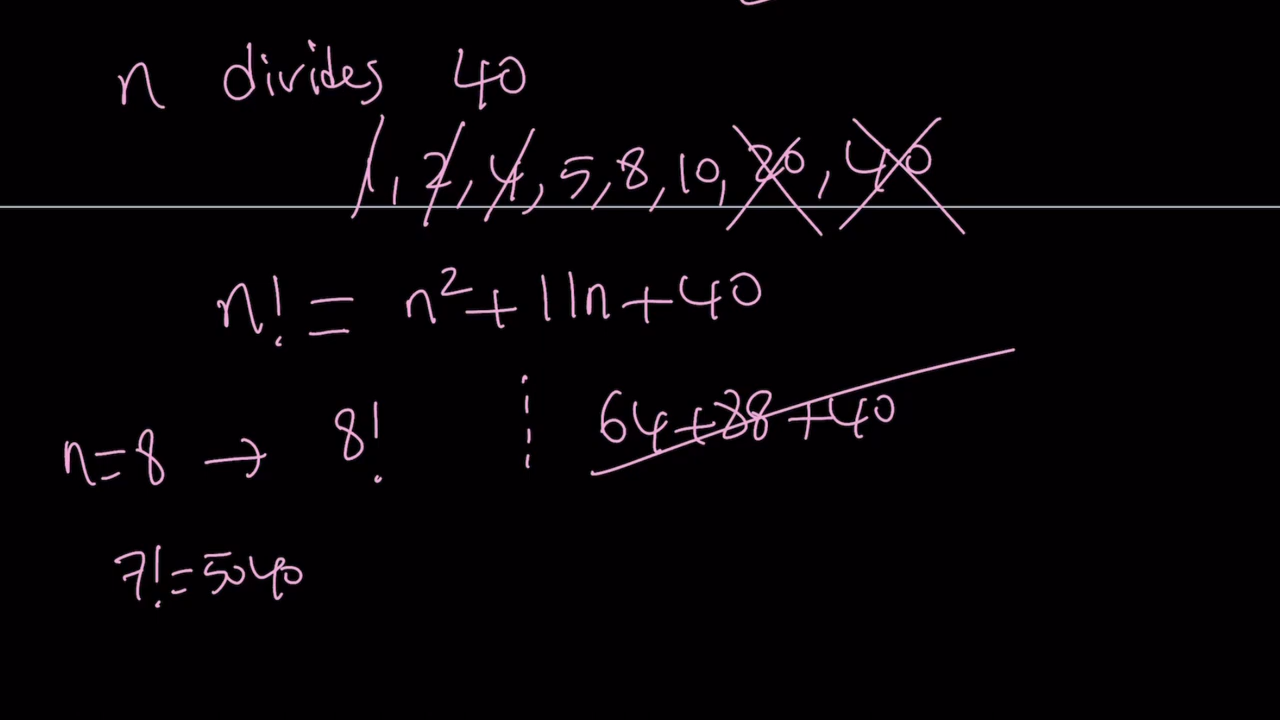 n divides 40
1, 2, 4, 5, 8, 10, 20, 40
n! = n² + 11n + 40
n=8 → 8! 64+88+40
7!=5040